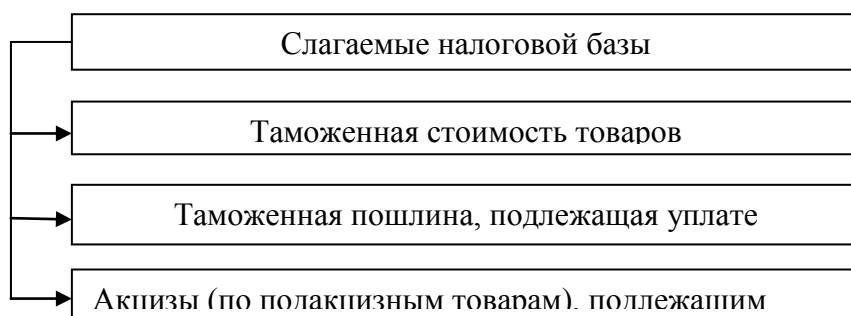 Слагаемые налоговой базы
Таможенная стоимость товаров
Таможенная пошлина, подлежащая уплате
Акцизы (по подакцизным товарам), подлежащим